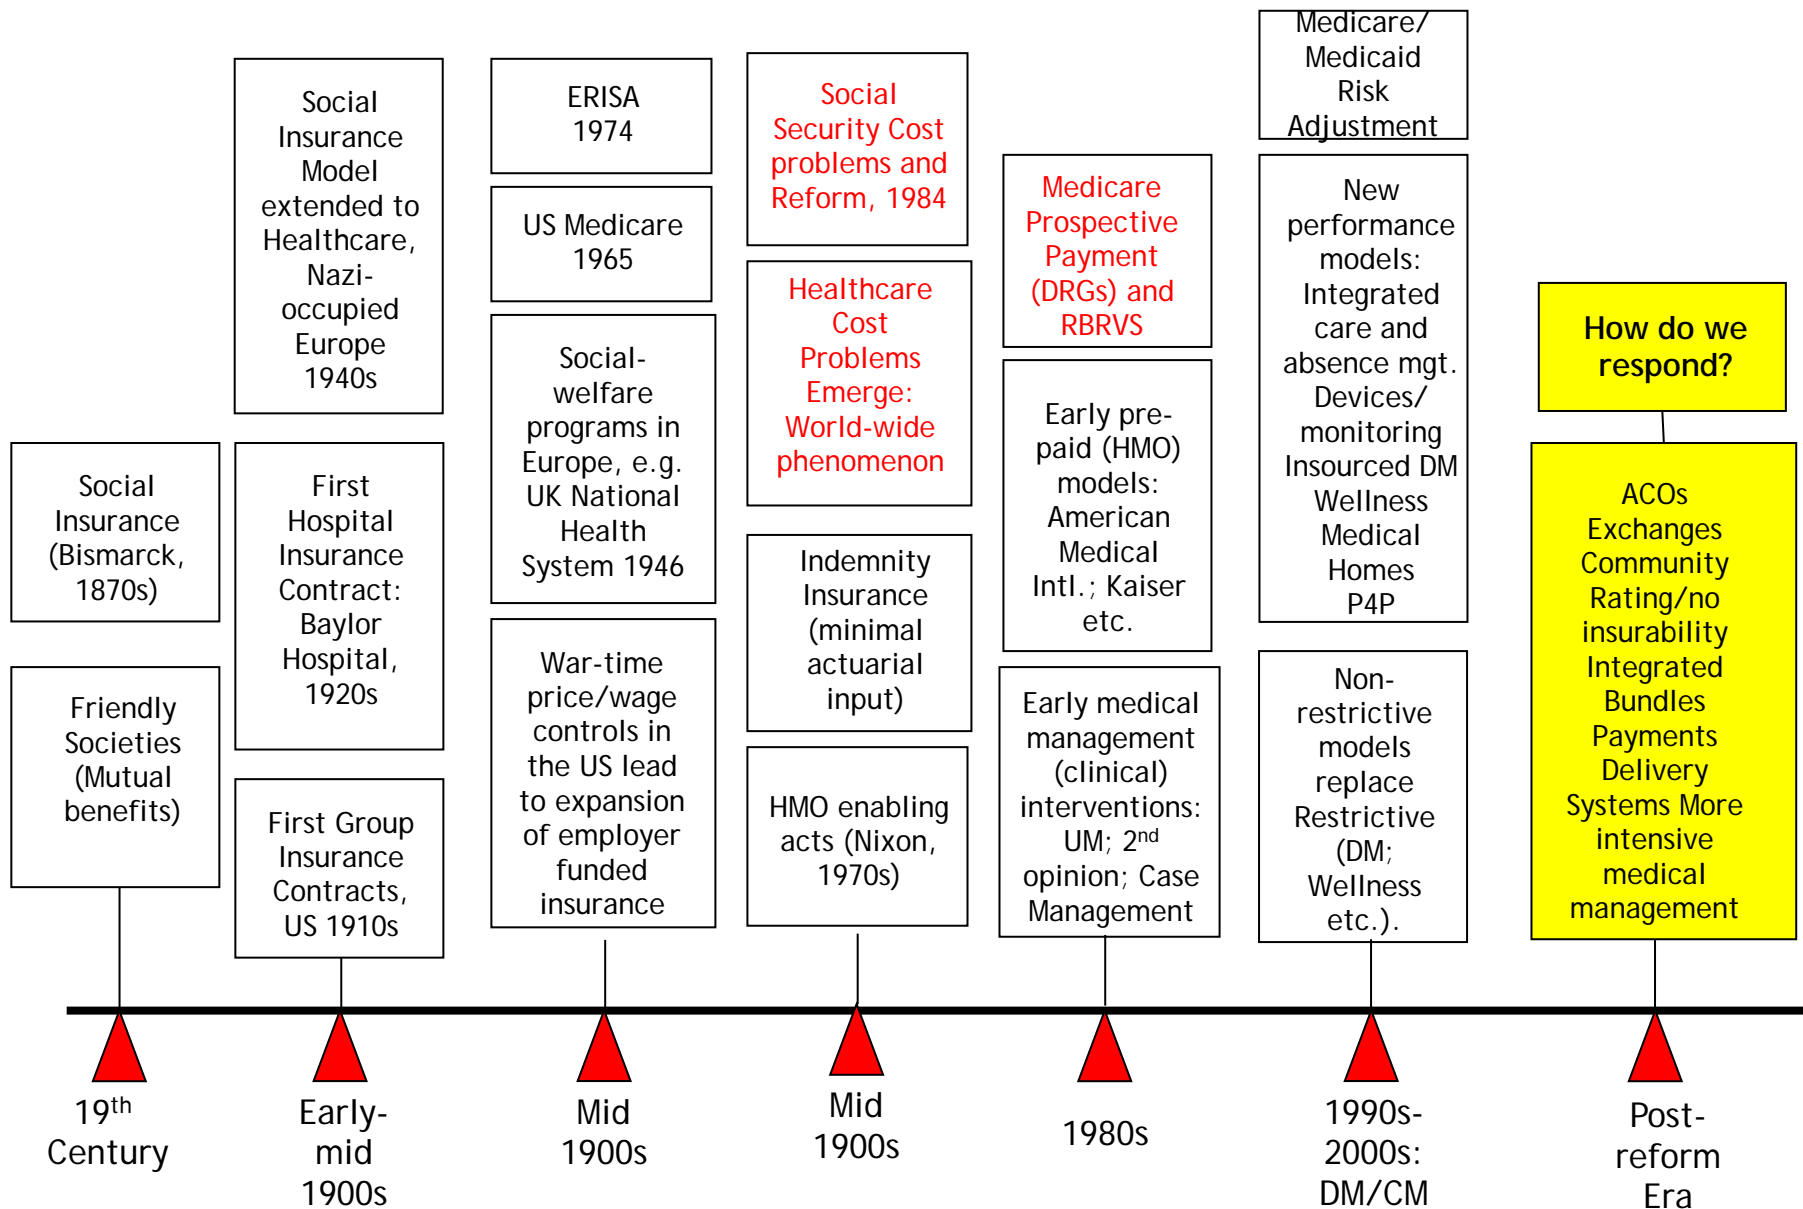 Social
Insurance
(Bismarck,
1870s)
Friendly
Societies
(Mutual
benefits)
19th
Century
Social
Insurance
Model
extended to
Healthcare,
Nazi-
occupied
Europe
1940s
First
Hospital
Insurance
Contract:
Baylor
Hospital,
1920s
First Group
Insurance
Contracts,
US 1910s
Early-
mid
1900s
ERISA
1974
US Medicare
1965
Social-
welfare
programs in
Europe, e.g.
UK National
Health
System 1946
War-time
price/wage
controls in
the US lead
to expansion
of employer
funded
insurance
Mid
1900s
Social
Security Cost
problems and
Reform, 1984
Healthcare
Cost
Problems
Emerge:
World-wide
phenomenon
Indemnity
Insurance
(minimal
actuarial
input)
HMO enabling
acts (Nixon,
1970s)
Mid
1900s
Medicare
Prospective
Payment
(DRGs) and
RBRVS
Early pre-
paid (HMO)
models:
American
Medical
Intl.; Kaiser
etc.
Early medical
management
(clinical)
interventions:
UM; 2nd
opinion; Case
Management
1980s
Medicare/
Medicaid
Risk
Adjustment
New
performance
models:
Integrated
care and
absence mgt.
Devices/
monitoring
Insourced DM
Wellness
Medical
Homes
P4P
Non-
restrictive
models
replace
Restrictive
(DM;
Wellness
etc.).
1990s-
2000s:
DM/CM
How do we
respond?
ACOs
Exchanges
Community
Rating/no
insurability
Integrated
Bundles
Payments
Delivery
Systems More
intensive
medical
management
Post-
reform
Era